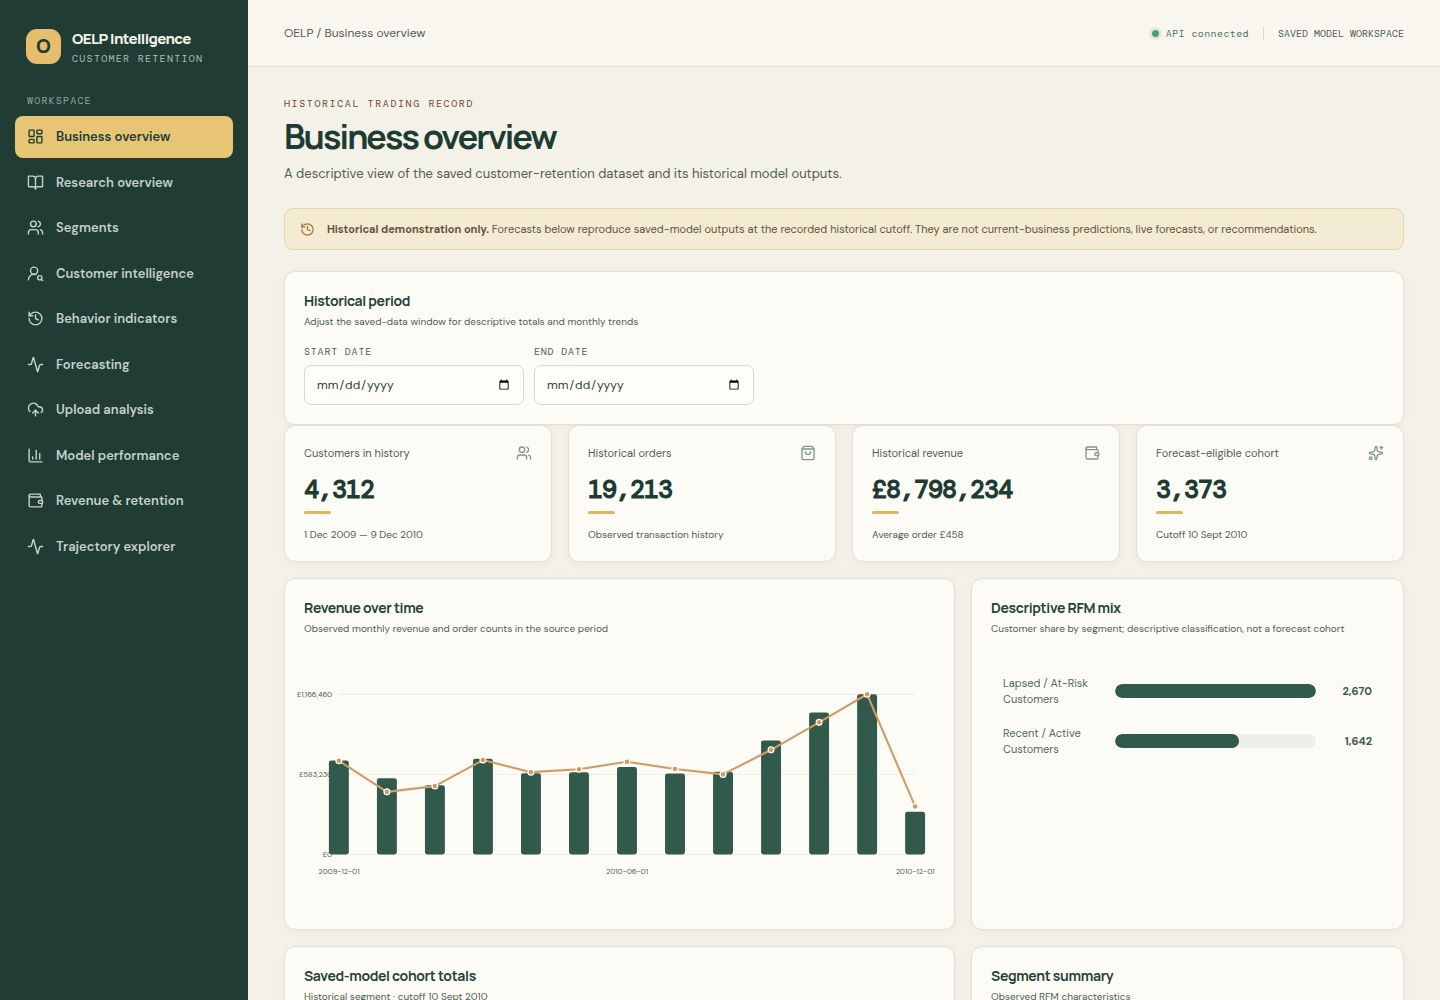 O
OELP Intelligence
CUSTOMER RETENTION
WORKSPACE
Business overview
Research overview
Segments
Customer intelligence
Behavior indicators
Forecasting
Upload analysis
Model performance
Revenue & retention
Trajectory explorer
OELP / Business overview
API connected
SAVED MODEL WORKSPACE
HISTORICAL TRADING RECORD
Business overview
A descriptive view of the saved customer-retention dataset and its historical model outputs.
Historical demonstration only. Forecasts below reproduce saved-model outputs at the recorded historical cutoff. They are not current-business predictions, live forecasts, or recommendations.
Historical period
Adjust the saved-data window for descriptive totals and monthly trends
START DATE
END DATE
mm/dd/yyyy
mm/dd/yyyy
Customers in history
4,312
1 Dec 2009 — 9 Dec 2010
Historical orders
19,213
Observed transaction history
Historical revenue
£8,798,234
Average order £458
Forecast-eligible cohort
3,373
Cutoff 10 Sept 2010
Revenue over time
Observed monthly revenue and order counts in the source period
£1,166,460
£583,230
£0
2009-12-01
2010-06-01
2010-12-01
Descriptive RFM mix
Customer share by segment; descriptive classification, not a forecast cohort
Lapsed / At-Risk
Customers
2,670
Recent / Active
Customers
1,642
Saved-model cohort totals
Historical segment · cutoff 10 Sept 2010
Segment summary
Observed RFM characteristics